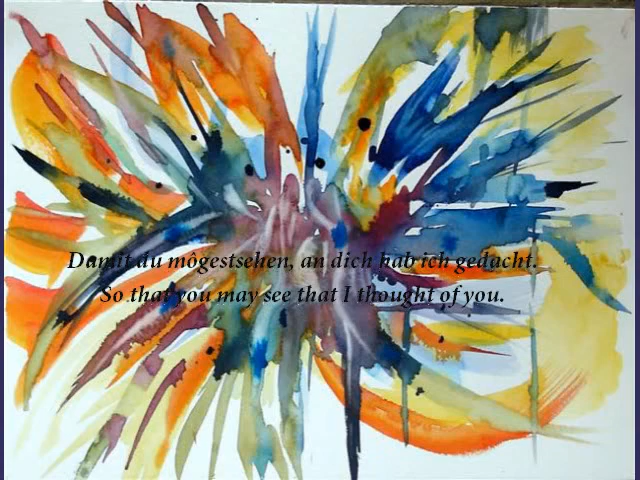 Damit du môgestsehen, an dich hab ich gedacht.
So that you may see that I thought of you.